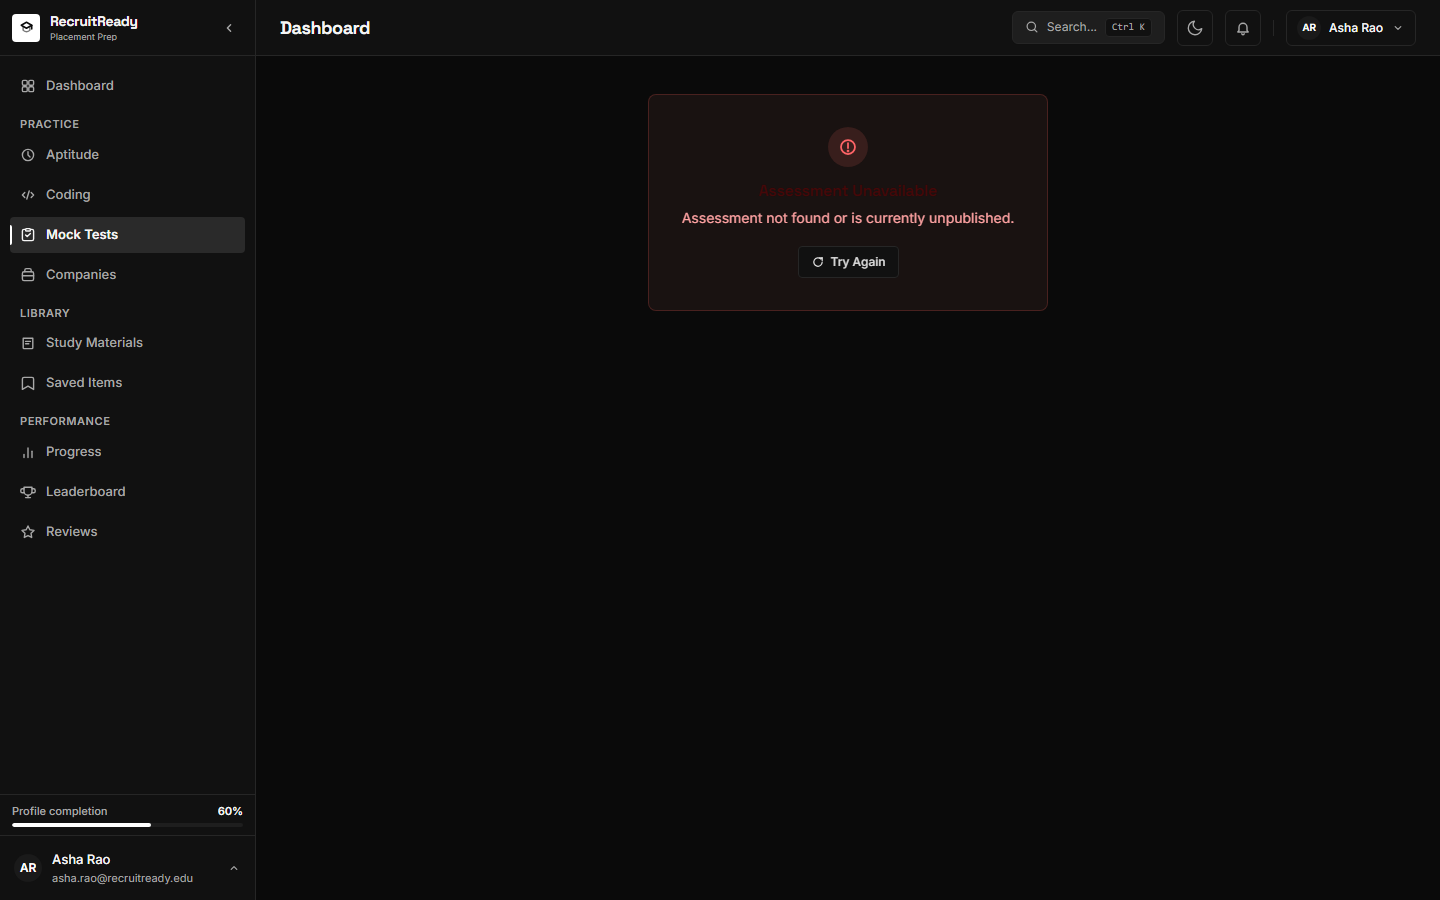 RecruitReady
Placement Prep
Dashboard
Search...
Ctrl K
AR
Asha Rao
Dashboard
PRACTICE
Aptitude
Coding
Mock Tests
Companies
LIBRARY
Study Materials
Saved Items
PERFORMANCE
Progress
Leaderboard
Reviews
Assessment Unavailable
Assessment not found or is currently unpublished.
Try Again
Profile completion
60%
AR
Asha Rao
asha.rao@recruitready.edu